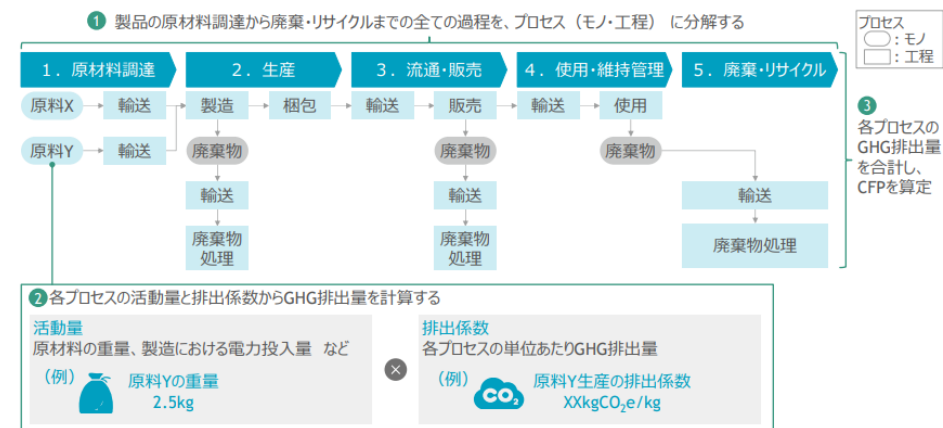 1 製品の原材料調達から廃棄・リサイクルまでの全ての過程を、プロセス（モノ・工程） に分解する
プロセス
：モノ
：工程
1．原材料調達
2．生産
3．流通・販売
4．使用・維持管理
5．廃棄・リサイクル
原料X
輸送
製造
梱包
輸送
販売
輸送
使用
原料Y
輸送
廃棄物
廃棄物
廃棄物
輸送
輸送
輸送
廃棄物
処理
廃棄物
処理
廃棄物処理
3
各プロセスの
GHG排出量
を合計し、
CFPを算定
2 各プロセスの活動量と排出係数からGHG排出量を計算する
活動量
原材料の重量、製造における電力投入量 など
（例）
原料Yの重量
2.5kg
×
排出係数
各プロセスの単位あたりGHG排出量
（例）
CO₂
原料Y生産の排出係数
XXkgCO₂e/kg